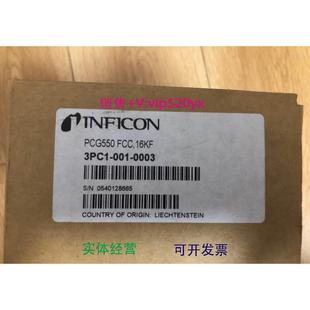 即售+V:vip520yx
INFICON
PCG550 FCC,16KF
3PC1-001-0003
S/N 0540128665
COUNTRY OF ORIGIN: LIECHTENSTEIN
实体经营 可开发票